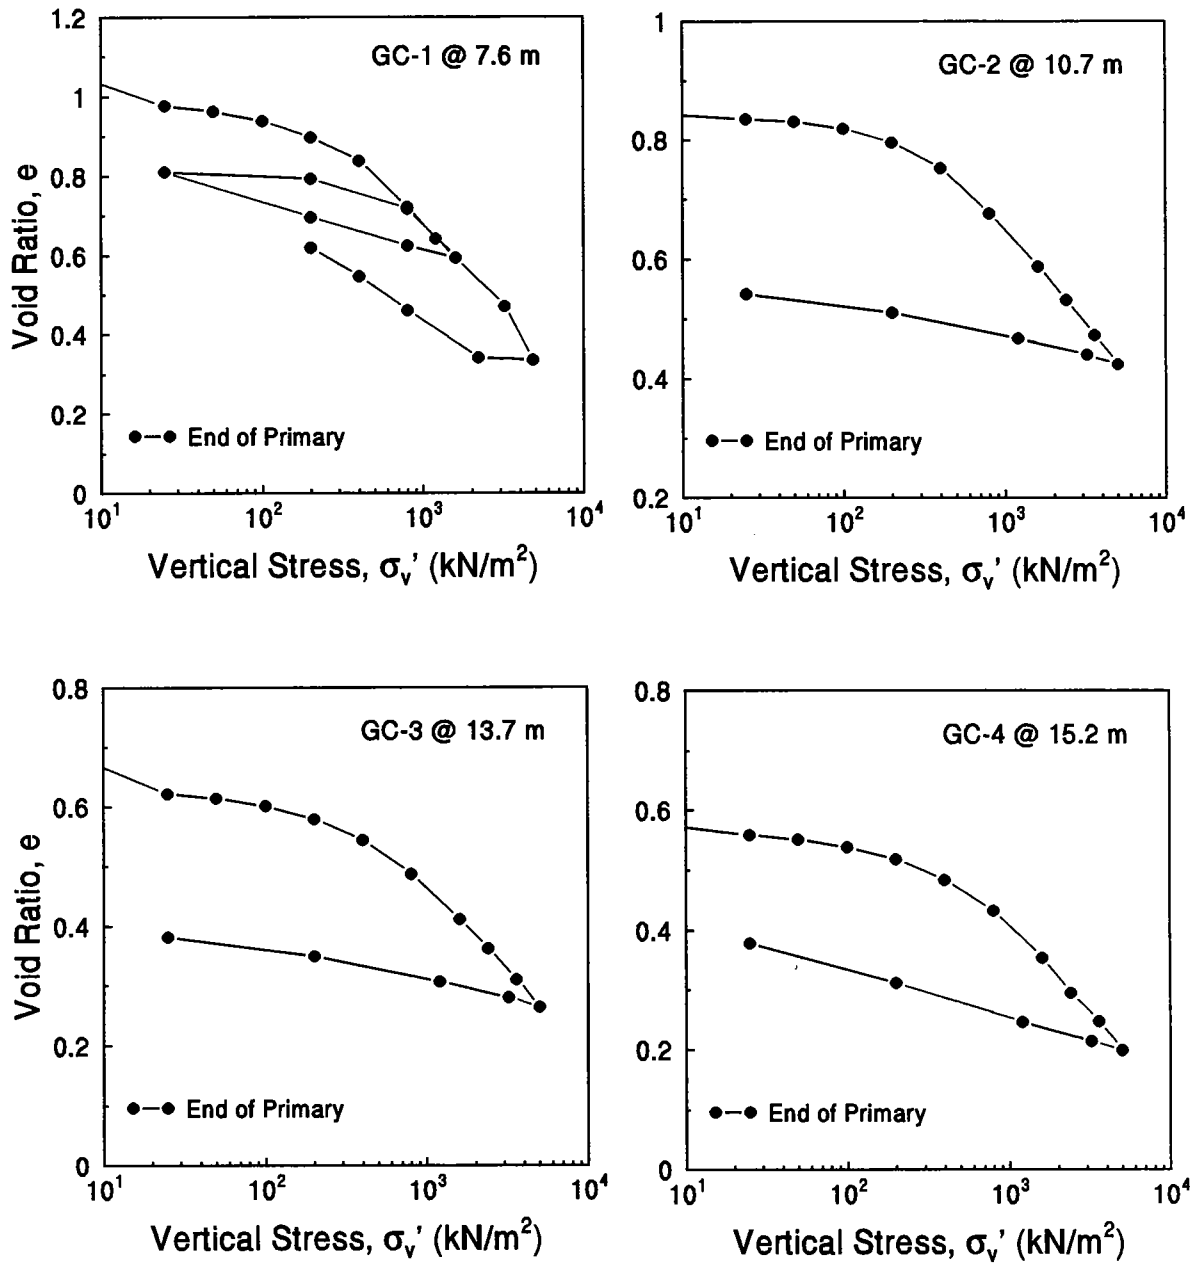 GC-1 @ 7.6 m
Void Ratio, e
1.2
1
0.8
0.6
0.4
0.2
0
End of Primary
10¹ 10² 10³ 10⁴
Vertical Stress, σᵥ' (kN/m²)
GC-2 @ 10.7 m
1
0.8
0.6
0.4
0.2
End of Primary
10¹ 10² 10³ 10⁴
Vertical Stress, σᵥ' (kN/m²)
GC-3 @ 13.7 m
Void Ratio, e
0.8
0.6
0.4
0.2
0
End of Primary
10¹ 10² 10³ 10⁴
Vertical Stress, σᵥ' (kN/m²)
GC-4 @ 15.2 m
0.8
0.6
0.4
0.2
0
End of Primary
10¹ 10² 10³ 10⁴
Vertical Stress, σᵥ' (kN/m²)